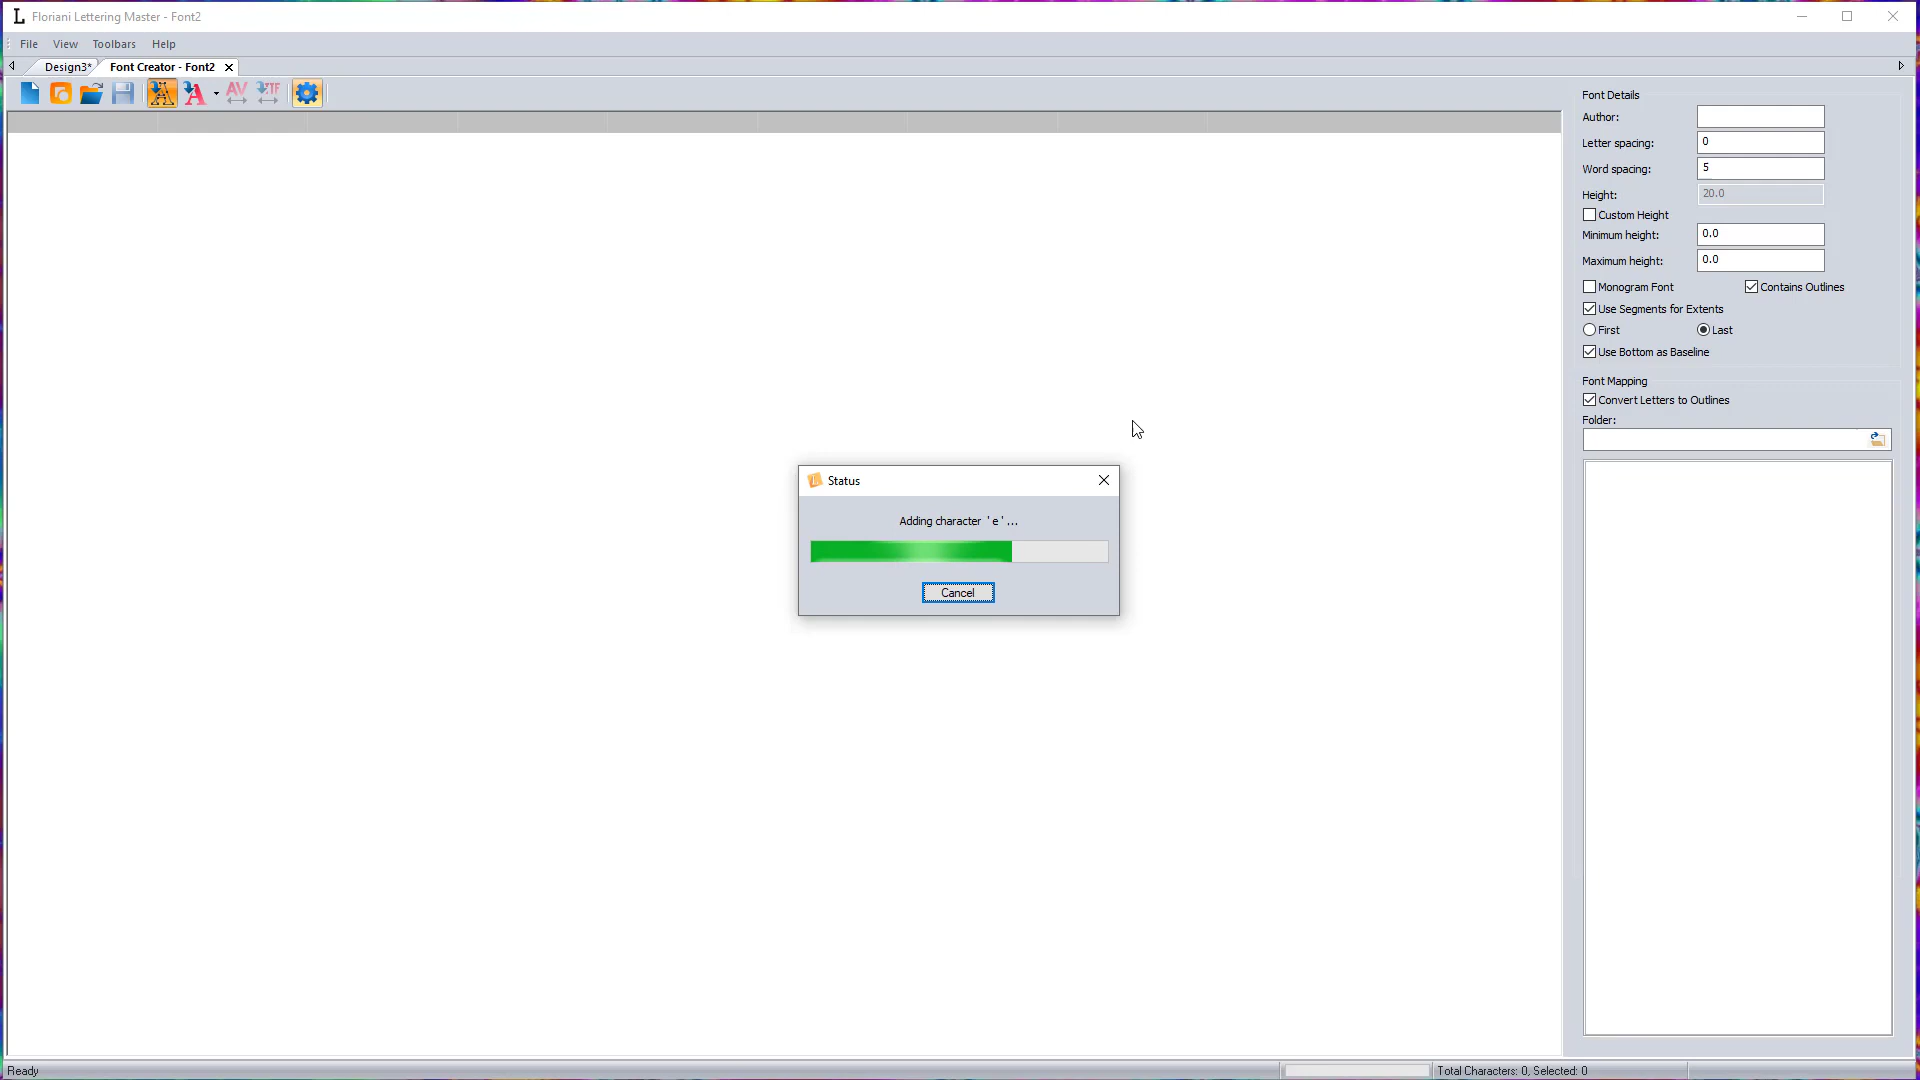 L Floriani Lettering Master - Font2
File View Toolbars Help
Design3* Font Creator - Font2
A A AV TTF
Font Details
Author:
Letter spacing: 0
Word spacing: 5
Height: 20.0
Custom Height
Minimum height: 0.0
Maximum height: 0.0
Monogram Font Contains Outlines
Use Segments for Extents
First Last
Use Bottom as Baseline
Font Mapping
Convert Letters to Outlines
Folder:
Status
Adding character ' e ' ...
Cancel
Ready Total Characters: 0, Selected: 0